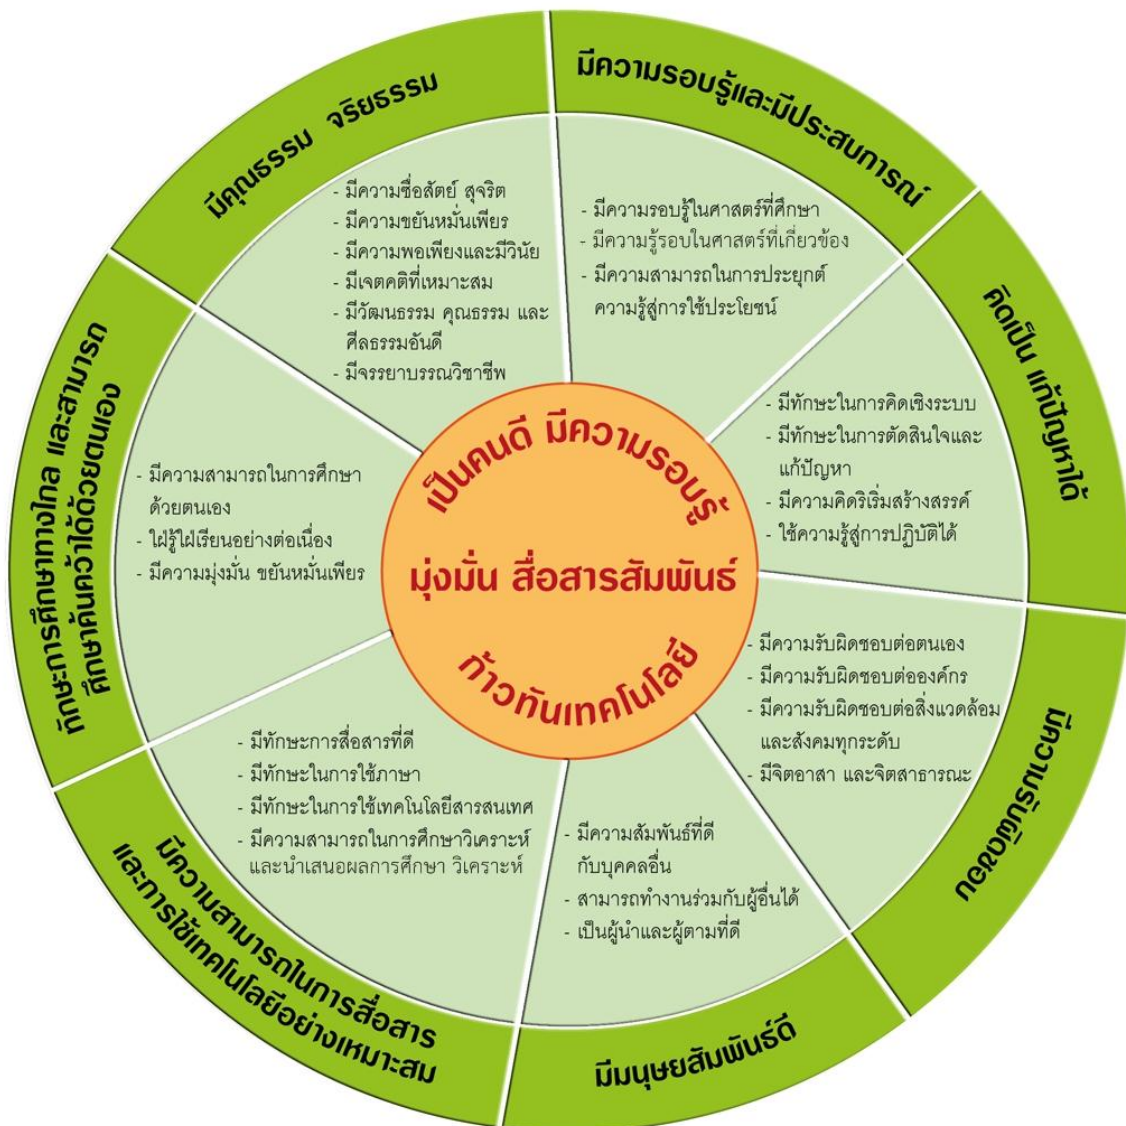 มีคุณธรรม จริยธรรม
- มีความซื่อสัตย์ สุจริต
- มีความขยันหมั่นเพียร
- มีความพอเพียงและมีวินัย
- มีเจตคติที่เหมาะสม
- มีวัฒนธรรม คุณธรรม และ
ศีลธรรมอันดี
- มีจรรยาบรรณวิชาชีพ
มีความรอบรู้และมีประสบการณ์
- มีความรอบรู้ในศาสตร์ที่ศึกษา
- มีความรู้รอบในศาสตร์ที่เกี่ยวข้อง
- มีความสามารถในการประยุกต์
ความรู้สู่การใช้ประโยชน์
คิดเป็น แก้ปัญหาได้
- มีทักษะในการคิดเชิงระบบ
- มีทักษะในการตัดสินใจและ
แก้ปัญหา
- มีความคิดริเริ่มสร้างสรรค์
- ใช้ความรู้สู่การปฏิบัติได้
มีความรับผิดชอบ
- มีความรับผิดชอบต่อตนเอง
- มีความรับผิดชอบต่อองค์กร
- มีความรับผิดชอบต่อสิ่งแวดล้อม
และสังคมทุกระดับ
- มีจิตอาสา และจิตสาธารณะ
มีมนุษยสัมพันธ์ดี
- มีความสัมพันธ์ที่ดี
กับบุคคลอื่น
- สามารถทำงานร่วมกับผู้อื่นได้
- เป็นผู้นำและผู้ตามที่ดี
มีความสามารถในการสื่อสาร
และการใช้เทคโนโลยีอย่างเหมาะสม
- มีทักษะการสื่อสารที่ดี
- มีทักษะในการใช้ภาษา
- มีทักษะในการใช้เทคโนโลยีสารสนเทศ
- มีความสามารถในการศึกษาวิเคราะห์
และนำเสนอผลการศึกษา วิเคราะห์
ทักษะการศึกษาทางไกล และสามารถ
ศึกษาค้นคว้าได้ด้วยตนเอง
- มีความสามารถในการศึกษา
ด้วยตนเอง
- ใฝ่รู้ใฝ่เรียนอย่างต่อเนื่อง
- มีความมุ่งมั่น ขยันหมั่นเพียร
เป็นคนดี มีความรอบรู้
มุ่งมั่น สื่อสารสัมพันธ์
ก้าวทันเทคโนโลยี